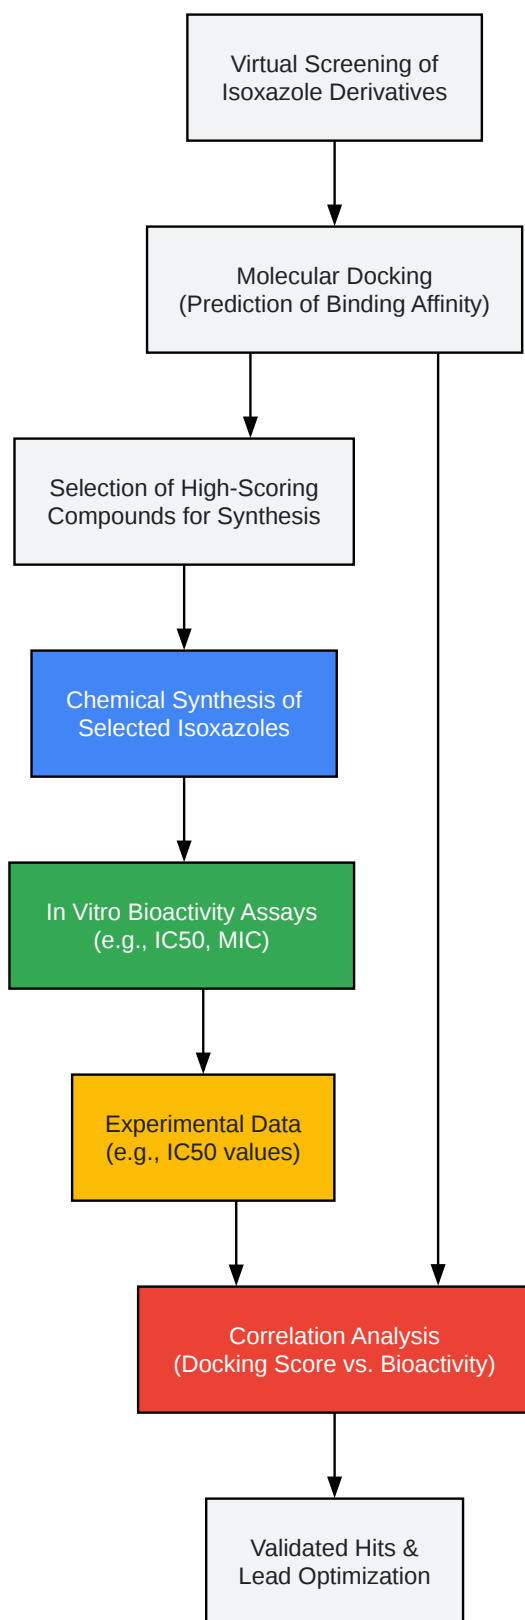 Virtual Screening of
Isoxazole Derivatives
Molecular Docking
(Prediction of Binding Affinity)
Selection of High-Scoring
Compounds for Synthesis
Chemical Synthesis of
Selected Isoxazoles
In Vitro Bioactivity Assays
(e.g., IC50, MIC)
Experimental Data
(e.g., IC50 values)
Correlation Analysis
(Docking Score vs. Bioactivity)
Validated Hits &
Lead Optimization